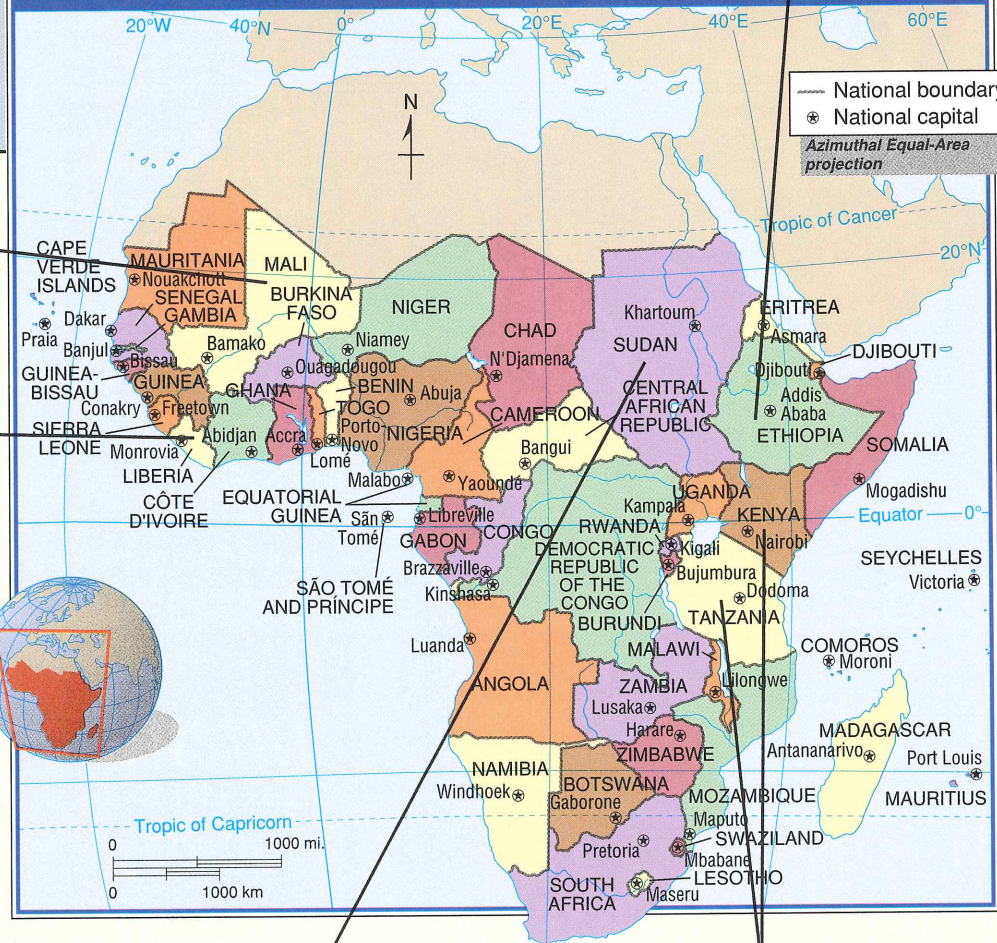 20°W
40°N
0°
20°E
40°E
60°E
N
National boundary
National capital
Azimuthal Equal-Area
projection
Tropic of Cancer
20°N
CAPE
VERDE
ISLANDS
Praia
MAURITANIA
Nouakchott
MALI
SENEGAL
GAMBIA
BURKINA
FASO
NIGER
CHAD
Khartoum
SUDAN
ERITREA
Asmara
DJIBOUTI
Djibouti
Dakar
Banjul
Bissau
GUINEA-
BISSAU
Bamako
Niamey
N'Djamena
Ouagadougou
GUINEA
Conakry
Freetown
GHANA
BENIN
Abuja
TOGO
Porto-
Novo
NIGERIA
CAMEROON
CENTRAL
AFRICAN
REPUBLIC
Addis
Ababa
ETHIOPIA
SOMALIA
SIERRA
LEONE
Monrovia
LIBERIA
Abidjan
Accra
Lomé
CÔTE
D'IVOIRE
Malabo
Yaoundé
Bangui
EQUATORIAL
GUINEA
Mogadishu
UGANDA
Kampala
KENYA
Nairobi
Equator
0°
Sãn
Tomé
Libreville
GABON
CONGO
RWANDA
Kigali
DEMOCRATIC
REPUBLIC
OF THE
CONGO
Bujumbura
SEYCHELLES
Victoria
Brazzaville
Kinshasa
SÃO TOMÉ
AND PRÍNCIPE
BURUNDI
Dodoma
TANZANIA
Luanda
MALAWI
COMOROS
Moroni
ANGOLA
ZAMBIA
Lilongwe
Lusaka
Harare
ZIMBABWE
MADAGASCAR
Antananarivo
Port Louis
MAURITIUS
NAMIBIA
Windhoek
BOTSWANA
Gaborone
MOZAMBIQUE
Maputo
Tropic of Capricorn
Pretoria
SWAZILAND
Mbabane
LESOTHO
Maseru
SOUTH
AFRICA
0
1000 mi.
0
1000 km